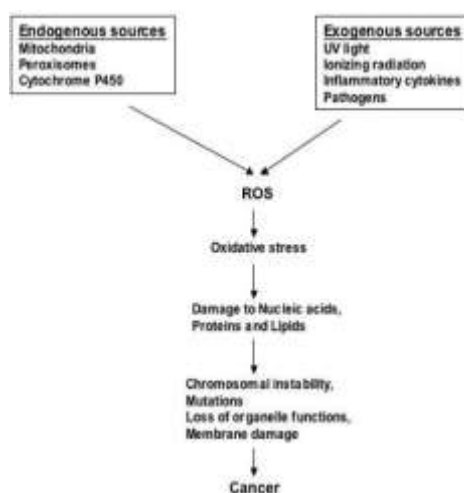 Endogenous sources
Mitochondria
Peroxisomes
Cytochrome P450
Exogenous sources
UV light
Ionizing radiation
Inflammatory cytokines
Pathogens
ROS
Oxidative stress
Damage to Nucleic acids,
Proteins and Lipids
Chromosomal instability,
Mutations
Loss of organelle functions,
Membrane damage
Cancer